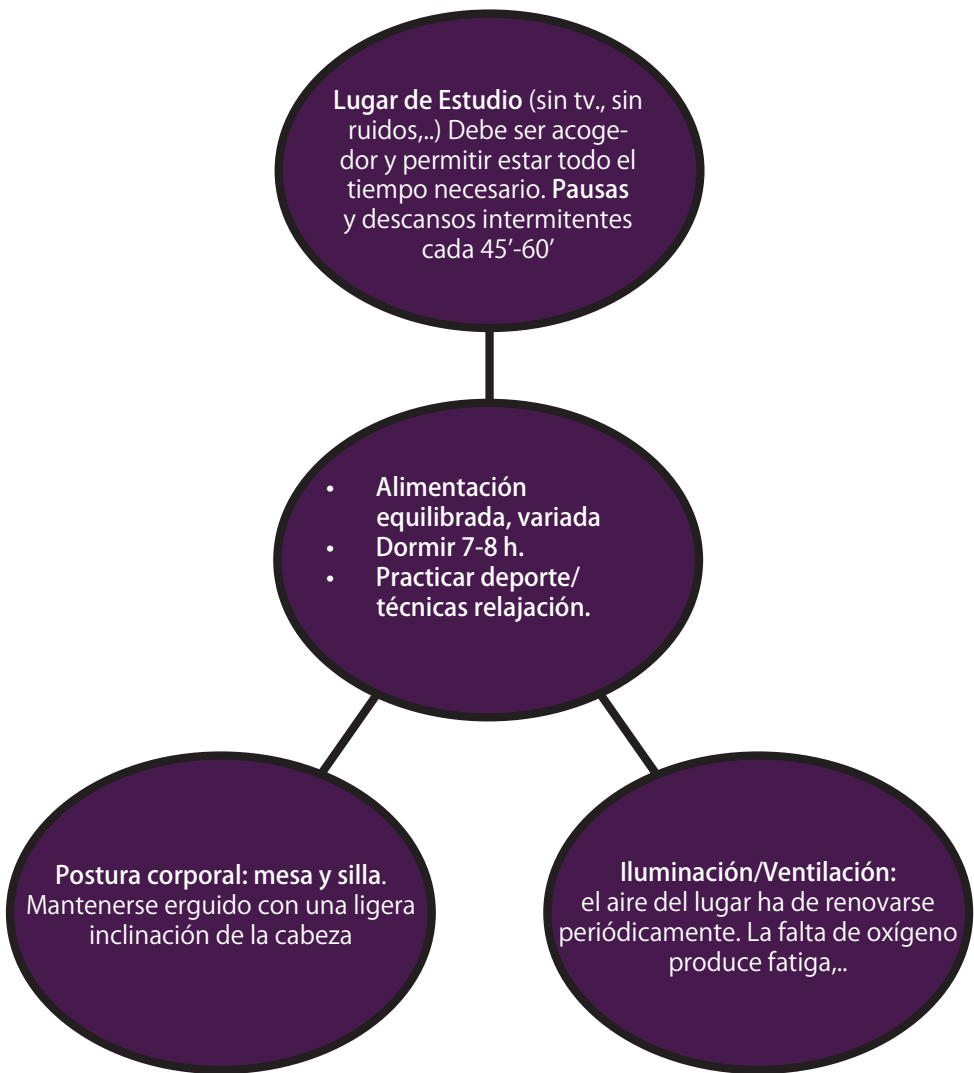 Lugar de Estudio (sin tv., sin
ruidos,..) Debe ser acoge-
dor y permitir estar todo el
tiempo necesario. Pausas
y descansos intermitentes
cada 45’-60’
• Alimentación
equilibrada, variada
• Dormir 7-8 h.
• Practicar deporte/
técnicas relajación.
Postura corporal: mesa y silla.
Mantenerse erguido con una ligera
inclinación de la cabeza
Iluminación/Ventilación:
el aire del lugar ha de renovarse
periódicamente. La falta de oxígeno
produce fatiga,..